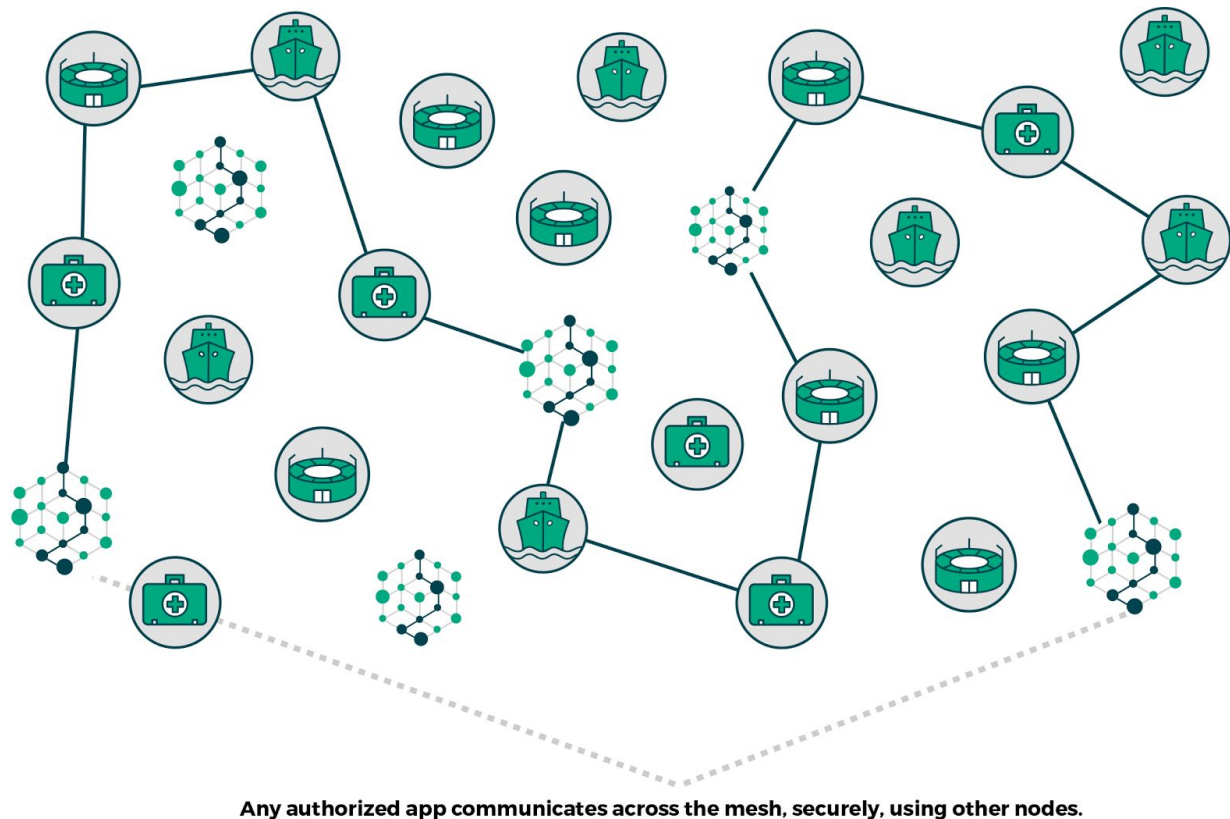 Any authorized app communicates across the mesh, securely, using other nodes.